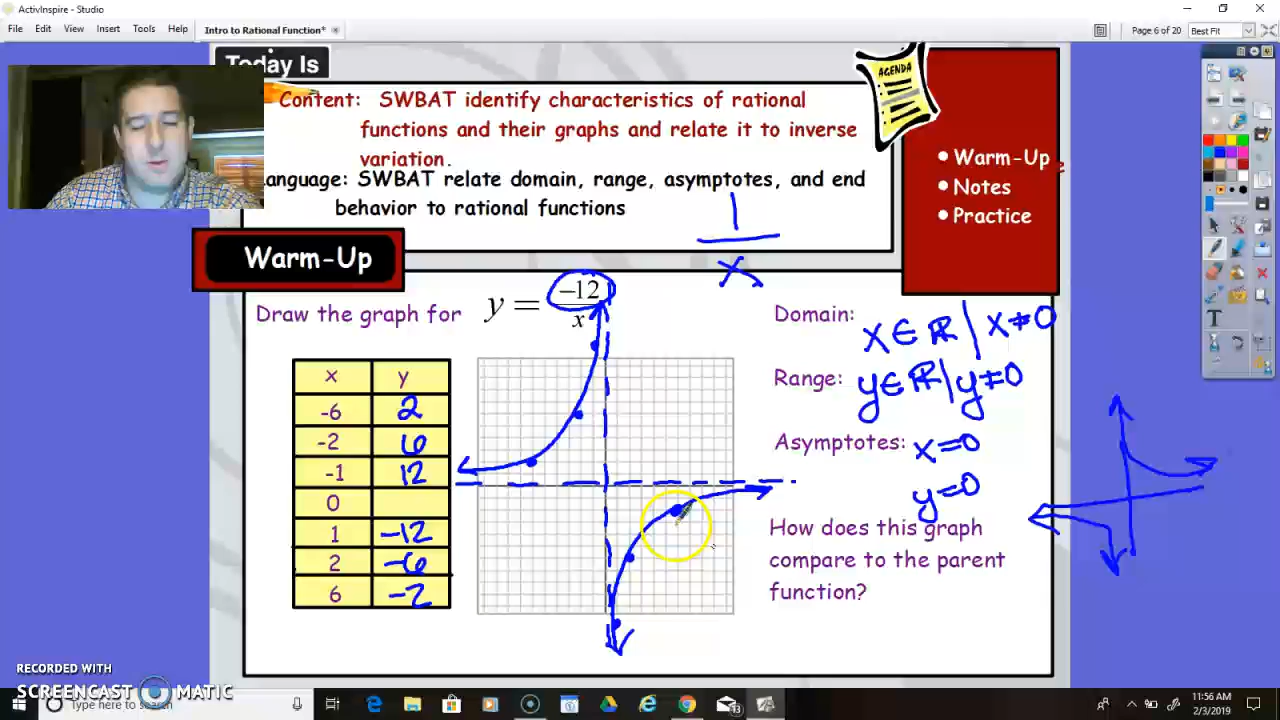 ActivInspire - Studio
File Edit View Insert Tools Help
Intro to Rational Function*
Page 6 of 20
Best Fit
Today Is
Content: SWBAT identify characteristics of rational
functions and their graphs and relate it to inverse
variation.
anguage: SWBAT relate domain, range, asymptotes, and end
behavior to rational functions
AGENDA
• Warm-Up
• Notes
• Practice
1
x
Warm-Up
Draw the graph for
y = -12
x
x y
-6 2
-2 6
-1 12
0
1 -12
2 -6
6 -2
Domain: x∈ℝ | x≠0
Range: y∈ℝ | y≠0
Asymptotes: x=0
y=0
How does this graph
compare to the parent
function?
RECORDED WITH
SCREENCAST MATIC
Type here to search
13
11:56 AM
2/3/2019